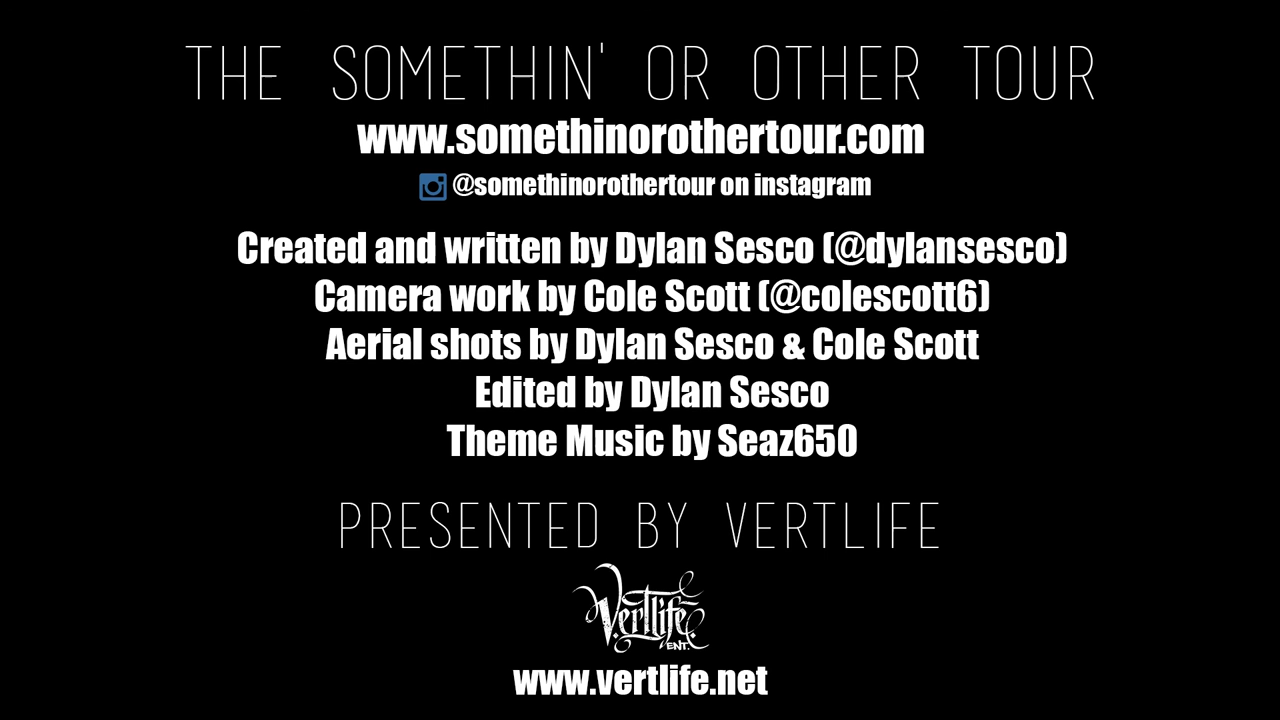 THE SOMETHIN' OR OTHER TOUR
www.somethinorothertour.com
@somethinorothertour on instagram
Created and written by Dylan Sesco (@dylansesco)
Camera work by Cole Scott (@colescott6)
Aerial shots by Dylan Sesco & Cole Scott
Edited by Dylan Sesco
Theme Music by Seaz650
PRESENTED BY VERTLIFE
Vertlife
ENT.
www.vertlife.net